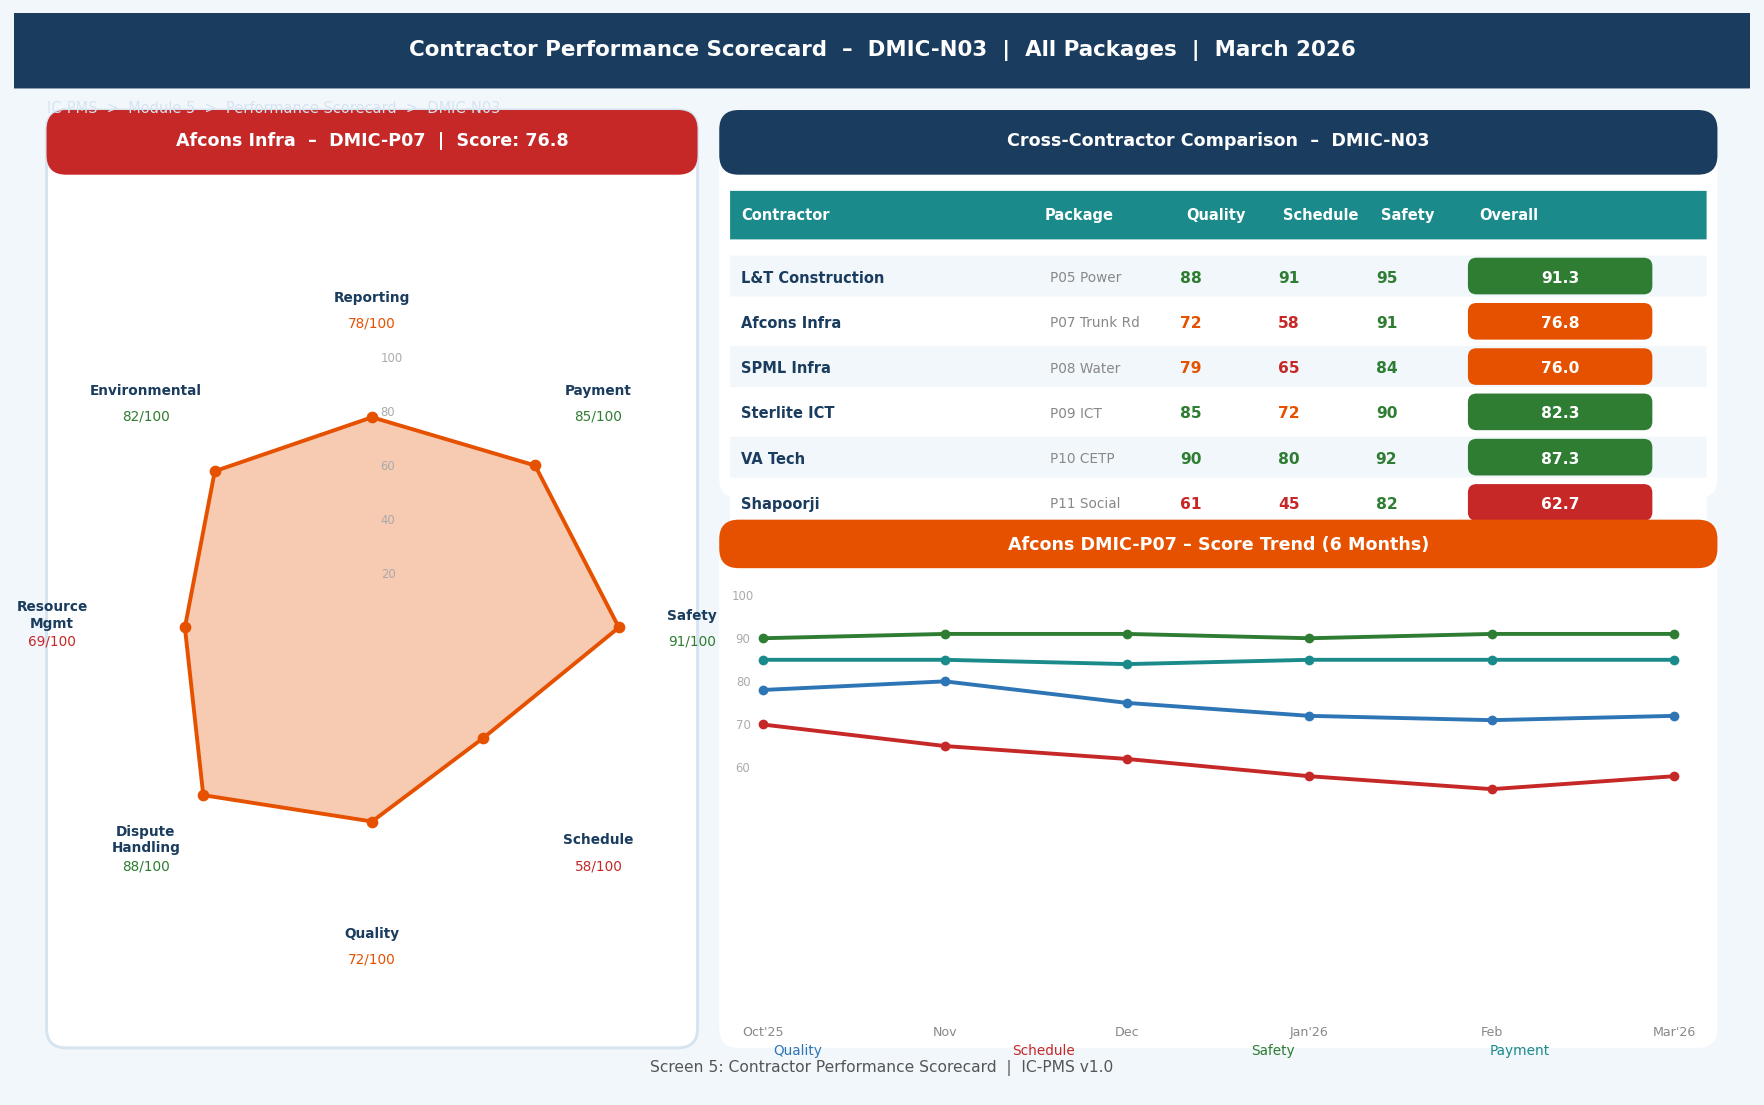 Contractor Performance Scorecard – DMIC-N03 | All Packages | March 2026
IC-PMS > Module 5 > Performance Scorecard > DMIC-N03
Afcons Infra – DMIC-P07 | Score: 76.8
Reporting
78/100
100
Environmental
82/100
Payment
85/100
80
60
40
20
Resource
Mgmt
69/100
Safety
91/100
Dispute
Handling
88/100
Schedule
58/100
Quality
72/100
Cross-Contractor Comparison – DMIC-N03
Contractor Package Quality Schedule Safety Overall
L&T Construction P05 Power 88 91 95 91.3
Afcons Infra P07 Trunk Rd 72 58 91 76.8
SPML Infra P08 Water 79 65 84 76.0
Sterlite ICT P09 ICT 85 72 90 82.3
VA Tech P10 CETP 90 80 92 87.3
Shapoorji P11 Social 61 45 82 62.7
Afcons DMIC-P07 – Score Trend (6 Months)
100
90
80
70
60
Oct'25 Nov Dec Jan'26 Feb Mar'26
Quality Schedule Safety Payment
Screen 5: Contractor Performance Scorecard | IC-PMS v1.0